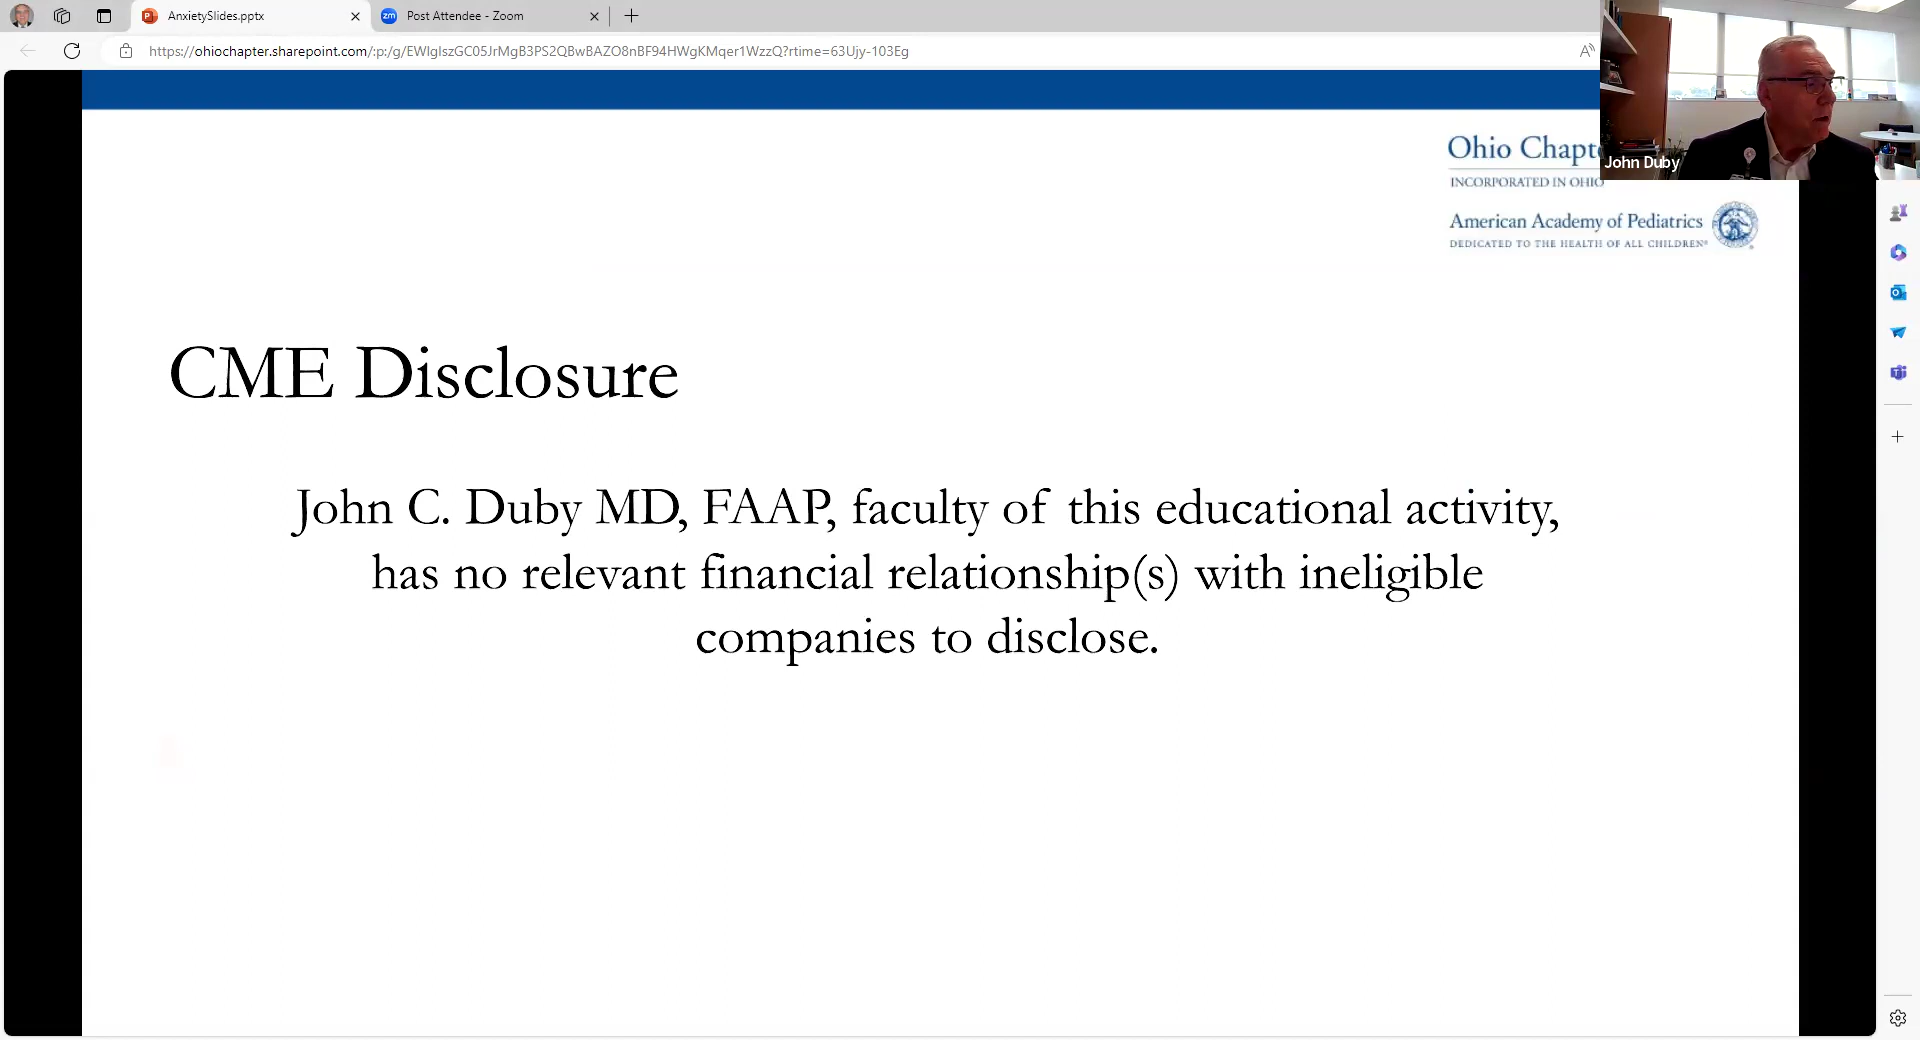 AnxietySlides.pptx
zm
Post Attendee - Zoom
https://ohiochapter.sharepoint.com/:p:/g/EWIgIszGC05JrMgB3PS2QBwBAZO8nBF94HWgKMqer1WzzQ?rtime=63Ujy-103Eg
Ohio Chapt
INCORPORATED IN OHIO
American Academy of Pediatrics
DEDICATED TO THE HEALTH OF ALL CHILDREN®
John Duby
CME Disclosure
John C. Duby MD, FAAP, faculty of this educational activity,
has no relevant financial relationship(s) with ineligible
companies to disclose.